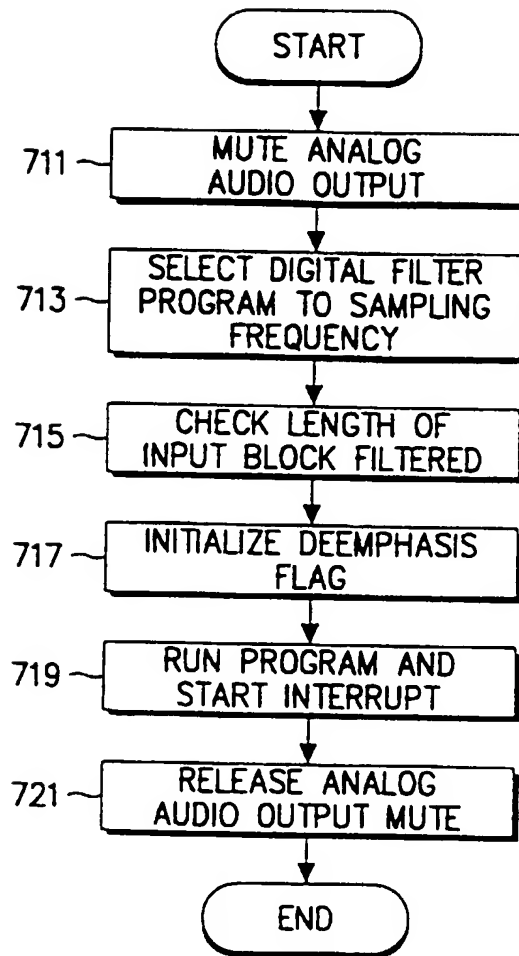 START
711
MUTE ANALOG
AUDIO OUTPUT
713
SELECT DIGITAL FILTER
PROGRAM TO SAMPLING
FREQUENCY
715
CHECK LENGTH OF
INPUT BLOCK FILTERED
717
INITIALIZE DEEMPHASIS
FLAG
719
RUN PROGRAM AND
START INTERRUPT
721
RELEASE ANALOG
AUDIO OUTPUT MUTE
END